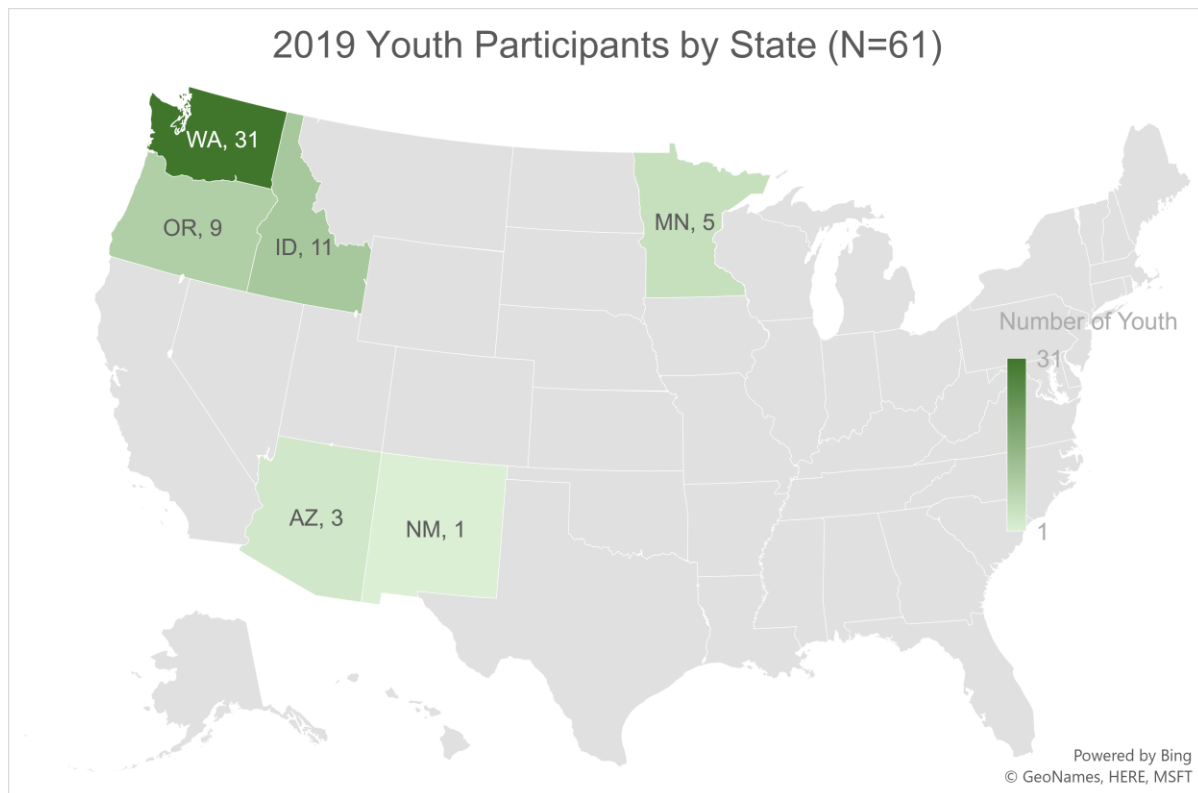 2019 Youth Participants by State (N=61)
WA, 31
OR, 9
ID, 11
MN, 5
Number of Youth
31
1
AZ, 3
NM, 1
Powered by Bing
© GeoNames, HERE, MSFT